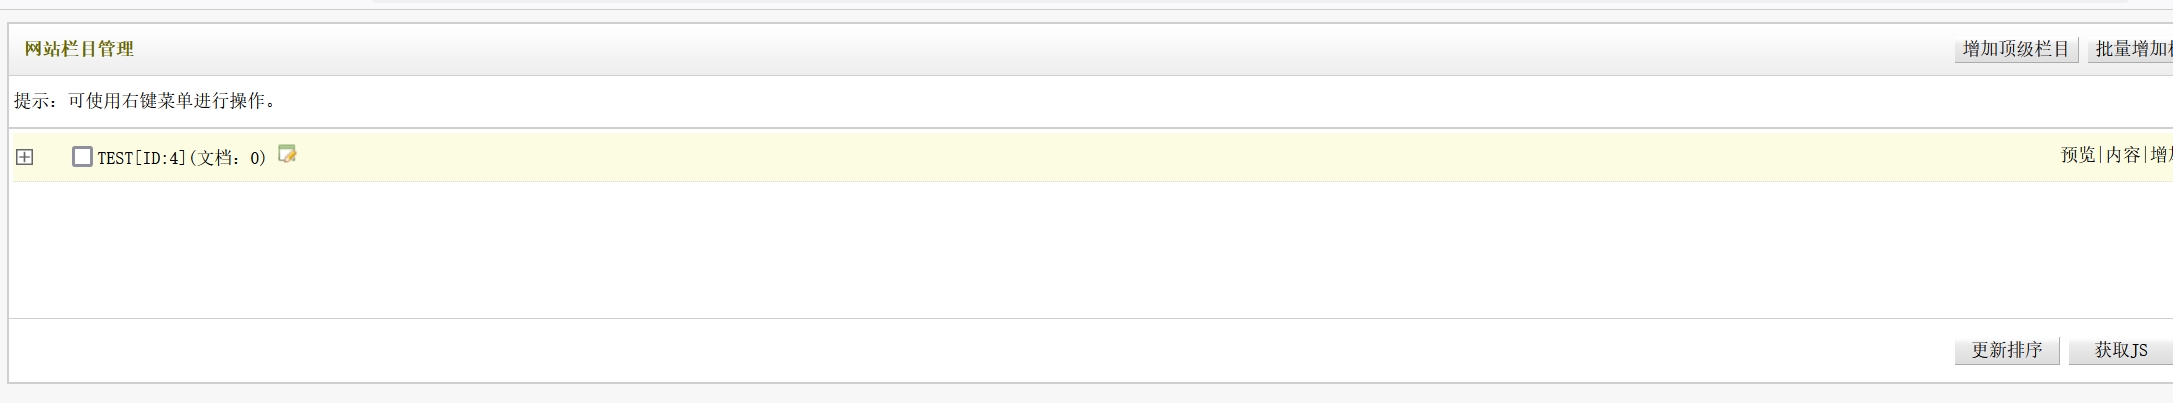 网站栏目管理
增加顶级栏目 批量增加
提示：可使用右键菜单进行操作。
TEST[ID:4](文档：0) 预览|内容|增
更新排序 获取JS